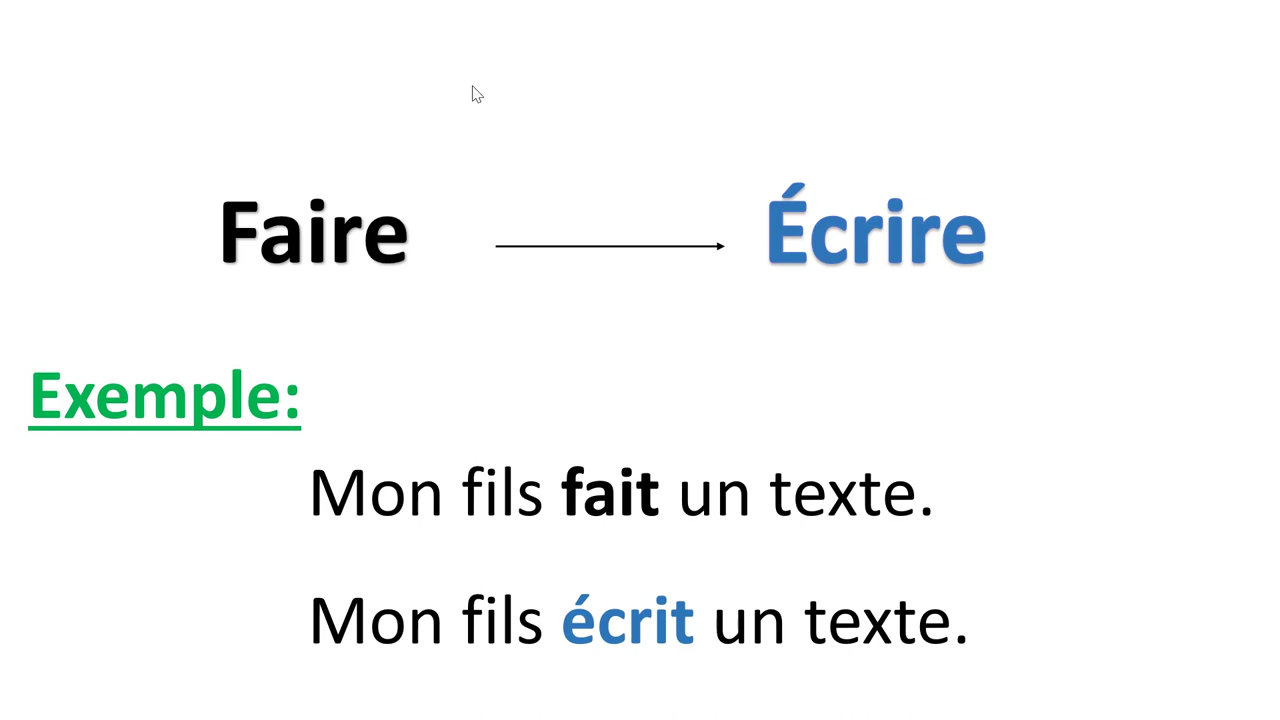 Faire Écrire
Exemple:
Mon fils fait un texte.
Mon fils écrit un texte.